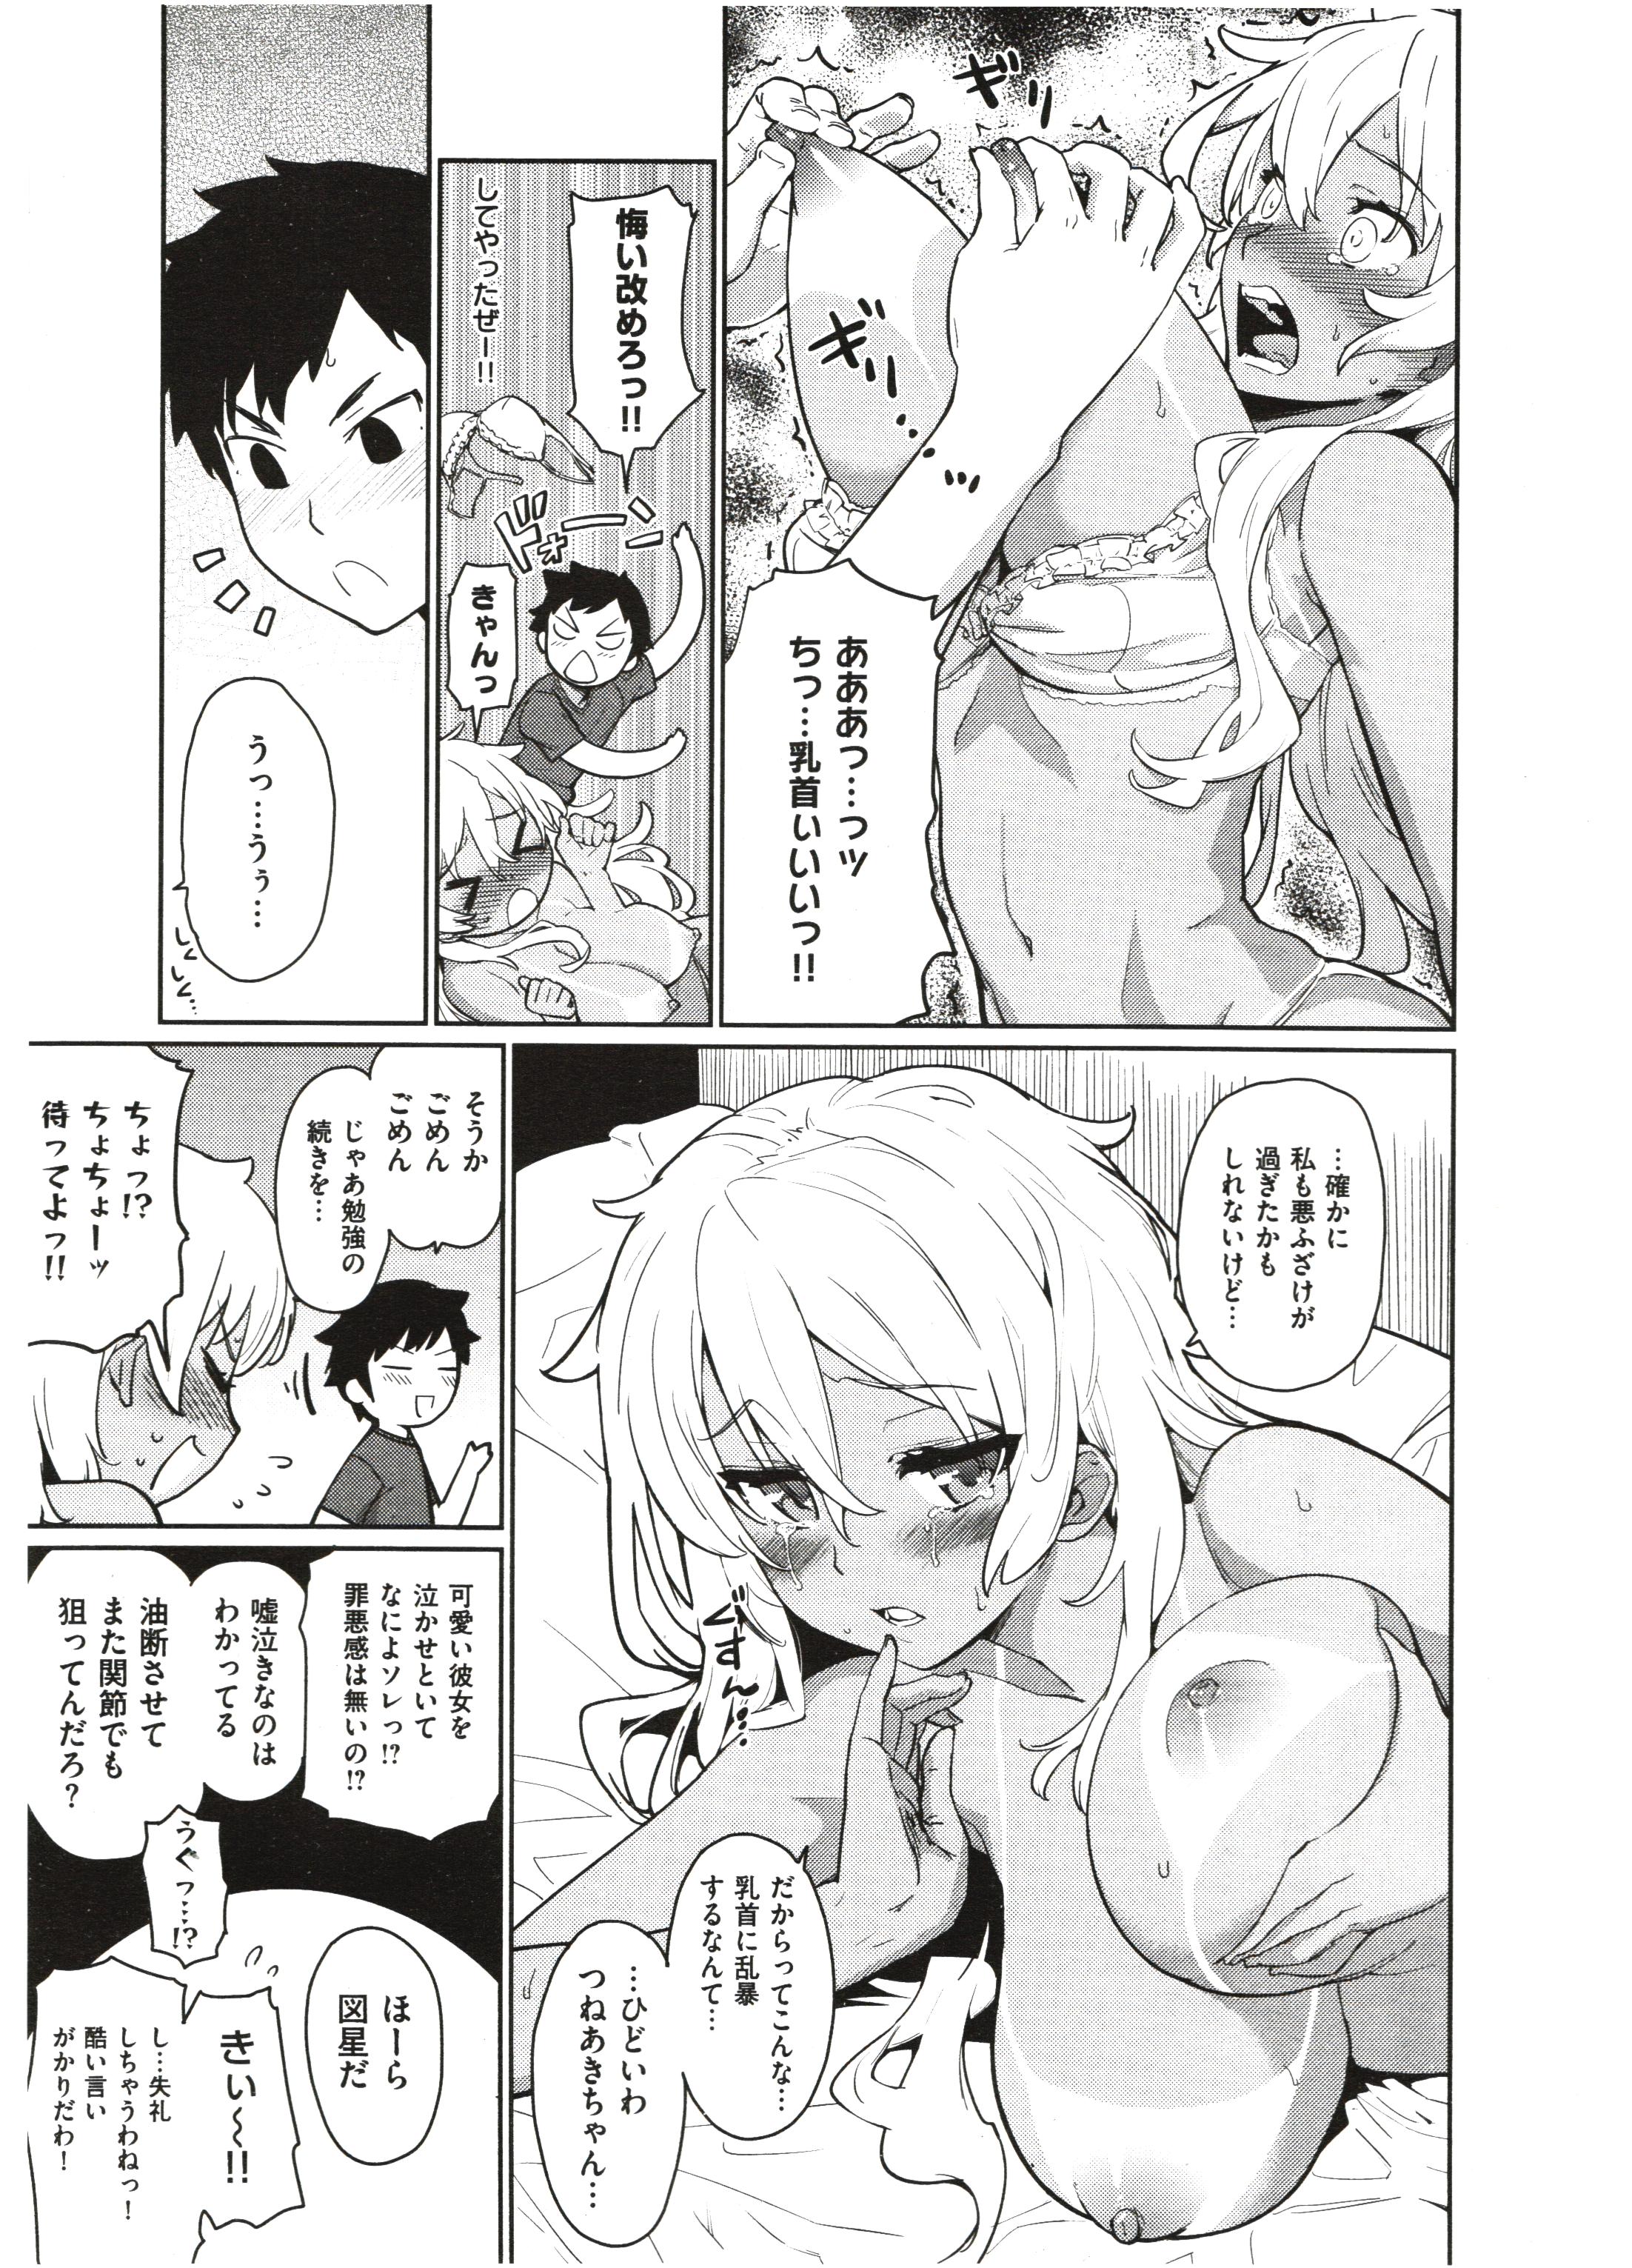 ギリ
ギリリ…ッ
あああっ…っッ
ちっ…乳首ぃいいっ!!
悔い改めろっ!!
してやったぜー!!
ドォーン
きゃんっ
うっ…うぅ…
…確かに
私も悪ふざけが
過ぎたかも
しれないけど…
ぐすん…
だからってこんな…
乳首に乱暴
するなんて…
…ひどいわ
つねあきちゃん…
そうか
ごめん
ごめん
じゃあ勉強の
続きを…
ちょっ!?
ちょちょーッ
待ってよっ!!
可愛い彼女を
泣かせといて
なによソレっ!?
罪悪感は無いの!?
嘘泣きなのは
わかってる
油断させて
また関節でも
狙ってんだろ?
うぐっ…!?
ほーら
図星だ
きい〜!!
し…失礼
しちゃうわねっ!
酷い言い
がかりだわ!